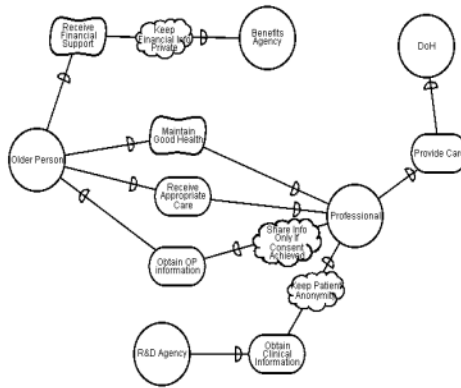 Receive
Financial
Support
Keep
Financial Info
Private
Benefits
Agency
DoH
Older Person
Maintain
Good Health
Provide Care
Receive
Appropriate
Care
Professional
Share Info
Only If
Consent
Achieved
Obtain OP
information
Keep Patient
Anonymity
R&D Agency
Obtain
Clinical
Information